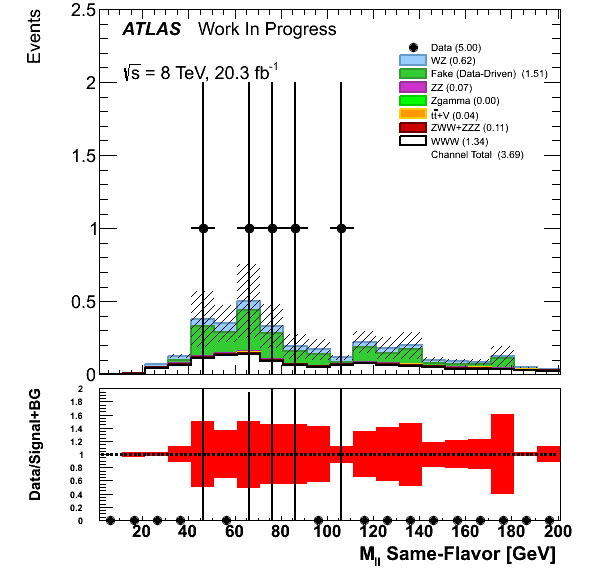 Events
2.5
2
1.5
1
0.5
0
ATLAS Work In Progress
√s = 8 TeV, 20.3 fb-1
Data (5.00)
WZ (0.62)
Fake (Data-Driven) (1.51)
ZZ (0.07)
Zgamma (0.00)
tt̄+V (0.04)
ZWW+ZZZ (0.11)
WWW (1.34)
Channel Total (3.69)
Data/Signal+BG
2
1.8
1.6
1.4
1.2
1
0.8
0.6
0.4
0.2
0
20 40 60 80 100 120 140 160 180 200
Mll Same-Flavor [GeV]